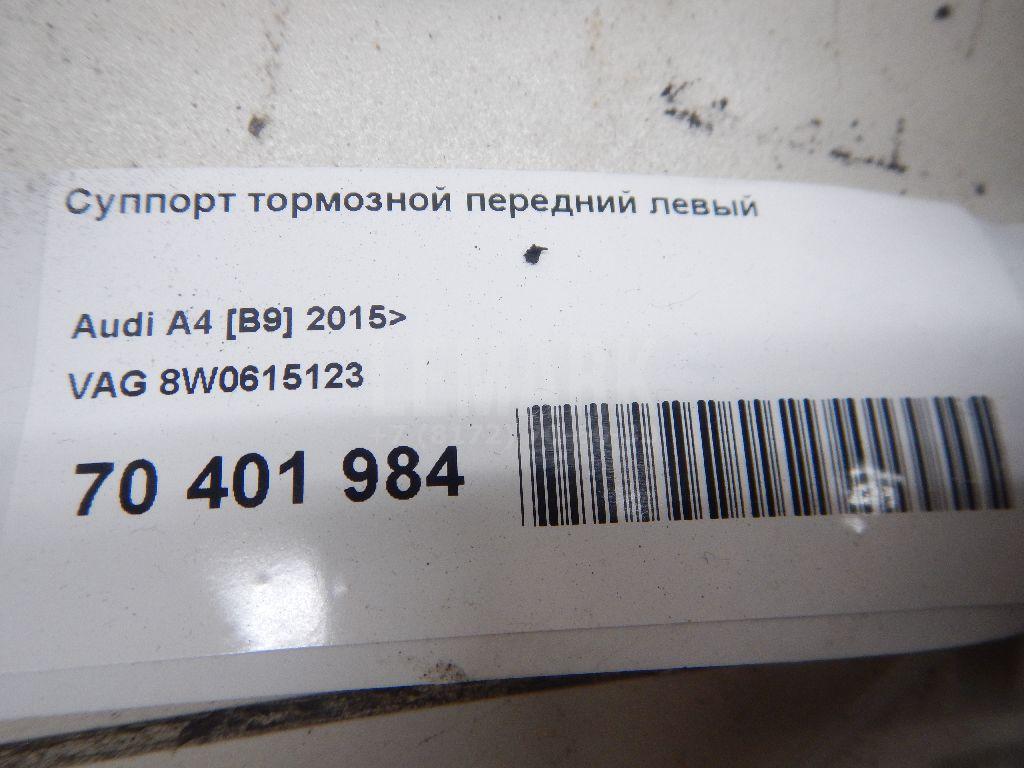 Суппорт тормозной передний левый
Audi A4 [B9] 2015>
VAG 8W0615123
70 401 984